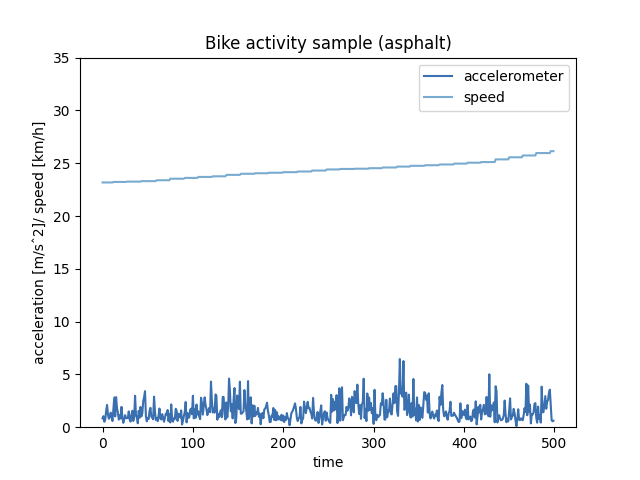 Bike activity sample (asphalt)
accelerometer
speed
acceleration [m/sˆ2]/ speed [km/h]
35
30
25
20
15
10
5
0
0 100 200 300 400 500
time